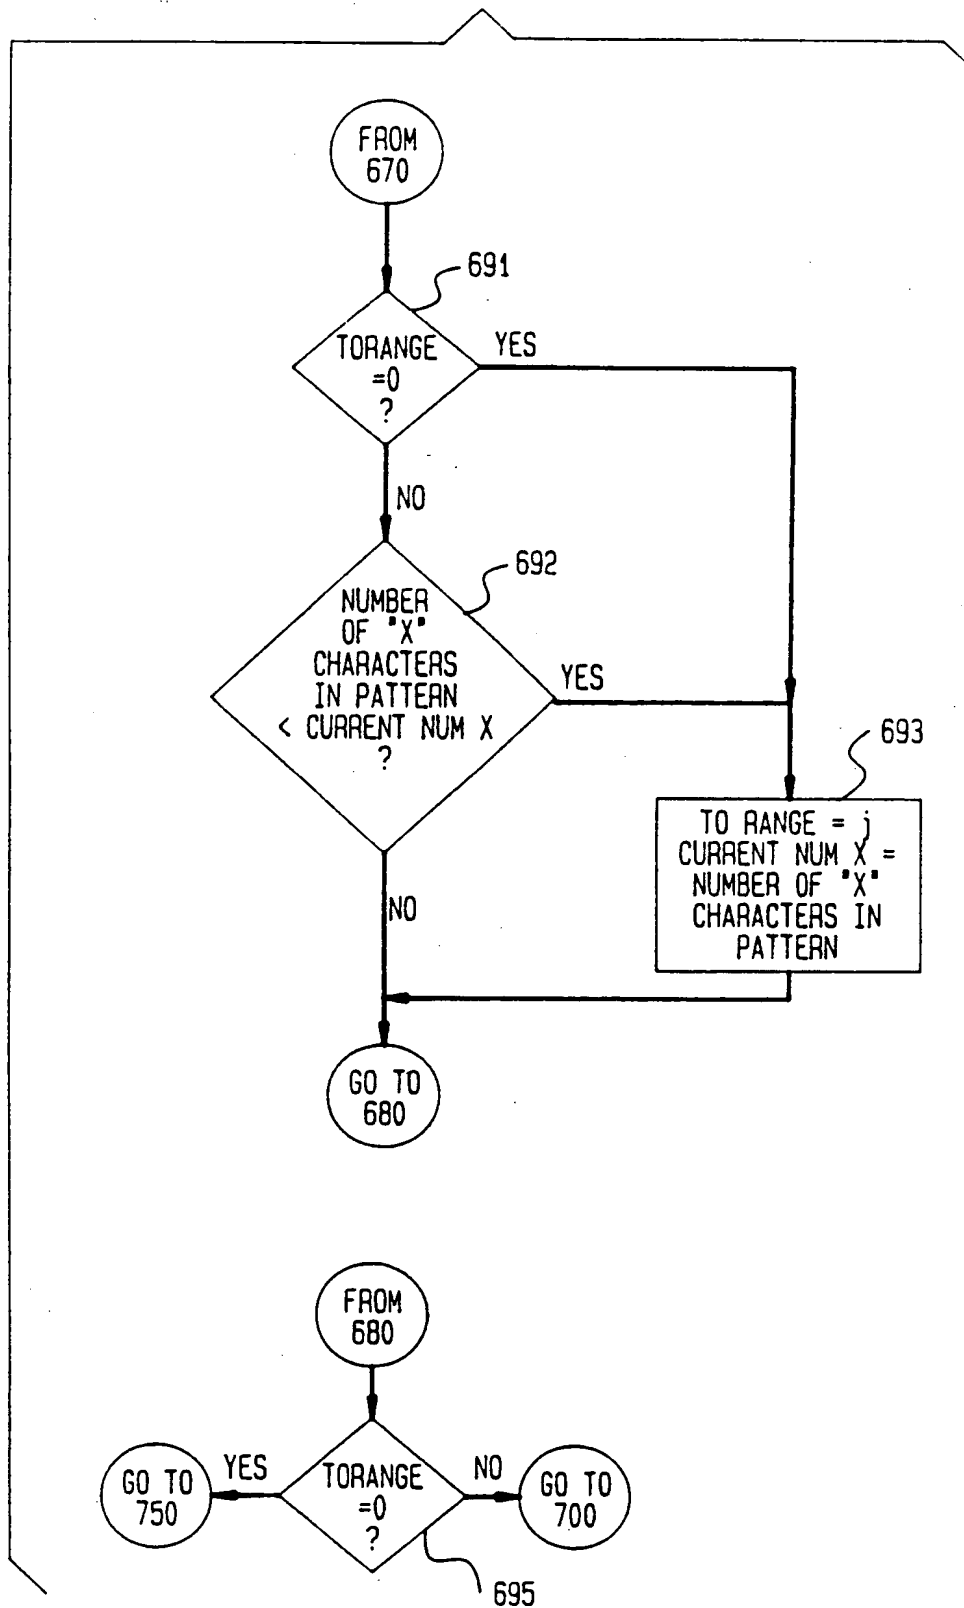 FROM
670
691
TORANGE
=0
?
YES
NO
692
NUMBER
OF "X"
CHARACTERS
IN PATTERN
< CURRENT NUM X
?
YES
693
TO RANGE = j
CURRENT NUM X =
NUMBER OF "X"
CHARACTERS IN
PATTERN
NO
GO TO
680
FROM
680
GO TO
750
YES
TORANGE
=0
?
NO
GO TO
700
695